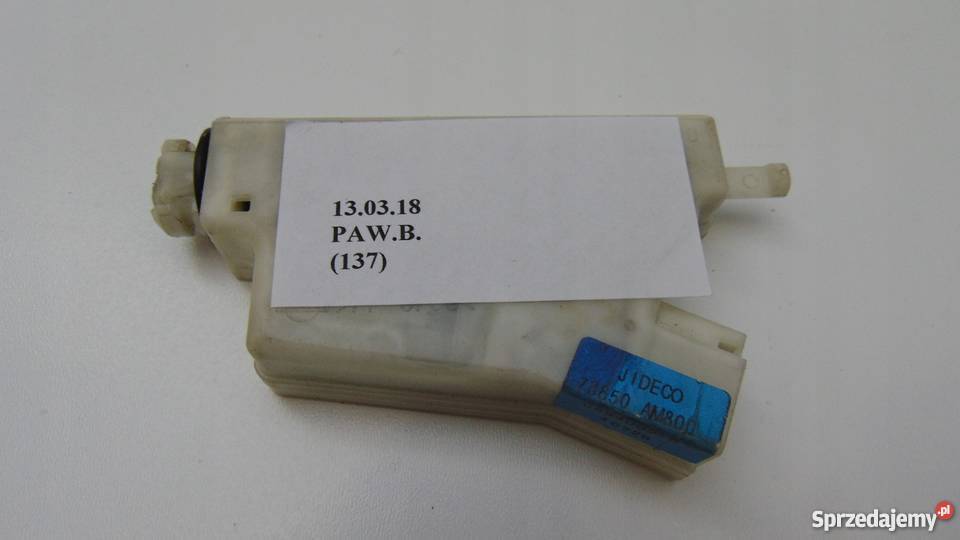 13.03.18
PAW.B.
(137)
JIDECO
73850 AM800
Sprzedajemy.pl